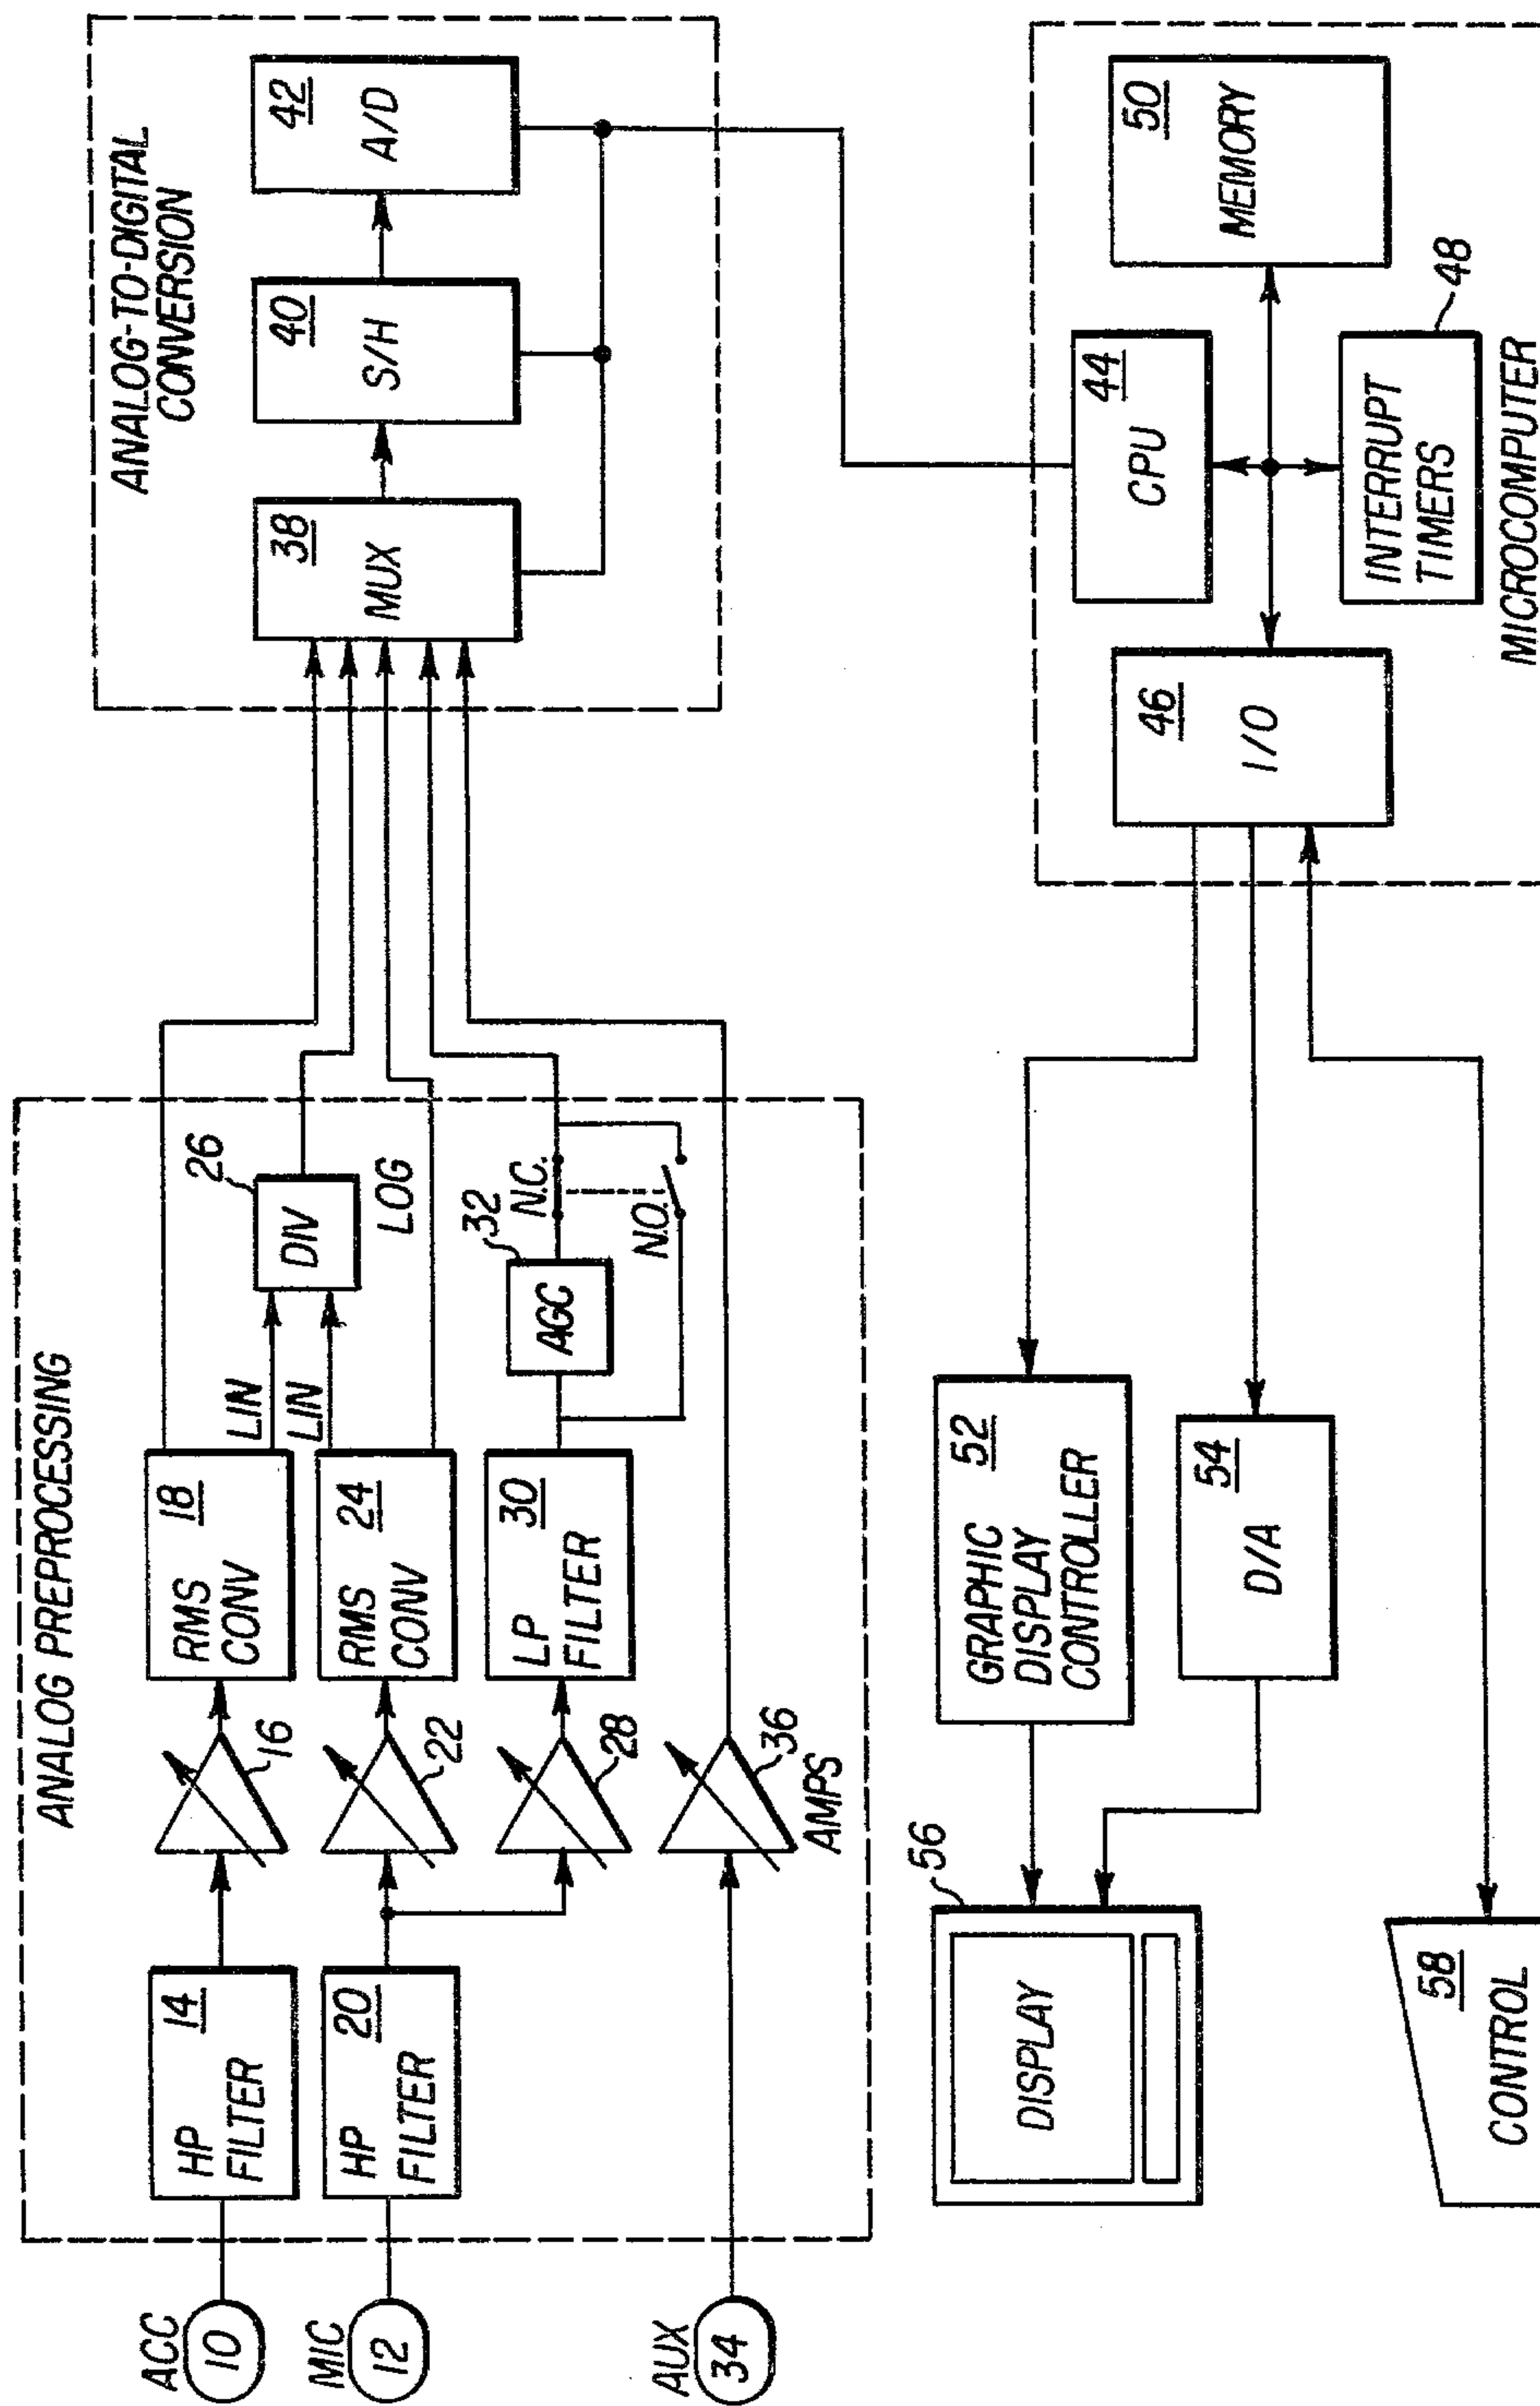 ANALOG PREPROCESSING
ACC
10
HP
FILTER
14
16
RMS
CONV
18
LIN
LIN
DIV
26
MIC
12
HP
FILTER
20
22
RMS
CONV
24
LOG
28
LP
FILTER
30
AGC
32
N.C.
N.O.
AUX
34
36
AMPS
ANALOG-TO-DIGITAL
CONVERSION
38
MUX
40
S/H
42
A/D
56
DISPLAY
52
GRAPHIC
DISPLAY
CONTROLLER
54
D/A
58
CONTROL
46
I/O
44
CPU
50
MEMORY
INTERRUPT
TIMERS
48
MICROCOMPUTER